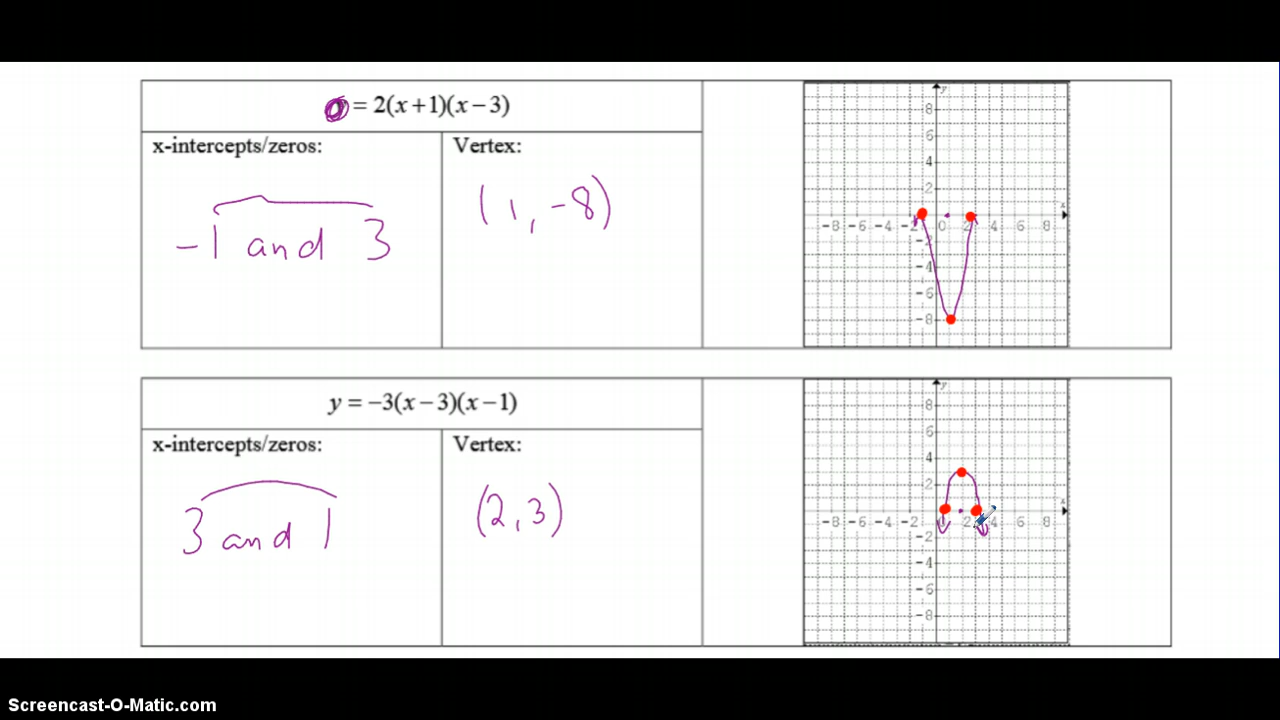 = 2(x+1)(x−3)
x-intercepts/zeros:
Vertex:
-1 and 3
(1, -8)
y
8
6
4
2
x
-8 -6 -4 -2 0 2 4 6 8
-2
-4
-6
-8
y = −3(x−3)(x−1)
x-intercepts/zeros:
Vertex:
3 and 1
(2, 3)
y
8
6
4
2
x
-8 -6 -4 -2 2 4 6 8
-2
-4
-6
-8
Screencast-O-Matic.com